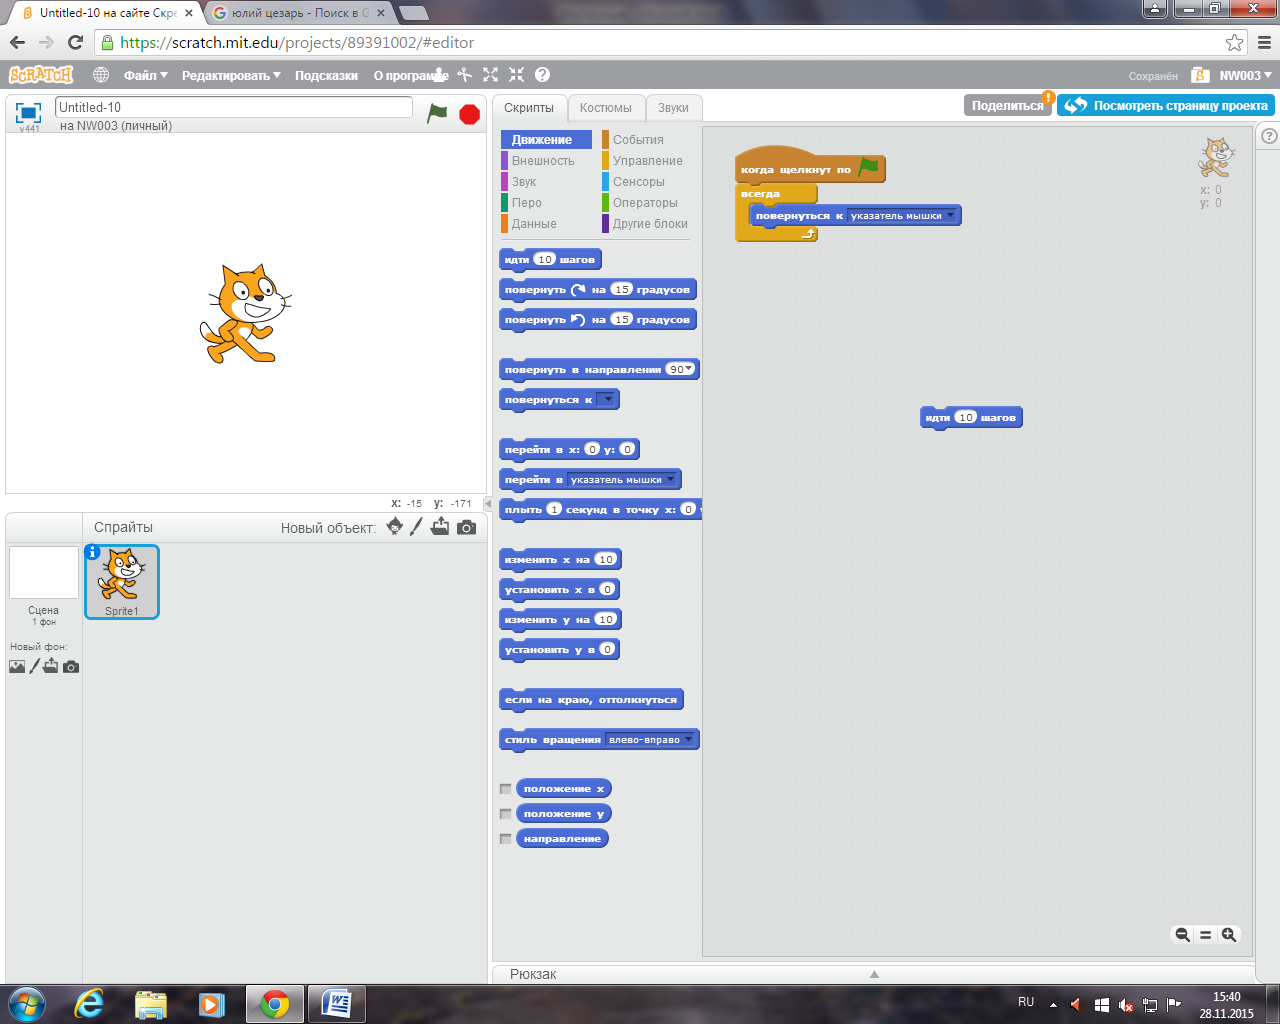 Untitled-10 на сайте Скре
юлий цезарь - Поиск в G
https://scratch.mit.edu/projects/89391002/#editor
SCRATCH
Файл
Редактировать
Подсказки
О программе
Сохранён
NW003
Untitled-10
на NW003 (личный)
v441
Скрипты
Костюмы
Звуки
Поделиться
Посмотреть страницу проекта
Движение
События
Внешность
Управление
Звук
Сенсоры
Перо
Операторы
Данные
Другие блоки
идти 10 шагов
повернуть на 15 градусов
повернуть на 15 градусов
повернуть в направлении 90
повернуться к
перейти в x: 0 y: 0
перейти в указатель мышки
плыть 1 секунд в точку x: 0
изменить x на 10
установить x в 0
изменить y на 10
установить y в 0
если на краю, оттолкнуться
стиль вращения влево-вправо
положение x
положение y
направление
когда щелкнут по
всегда
повернуться к указатель мышки
идти 10 шагов
x: 0
y: 0
x: -15 y: -171
Спрайты
Новый объект:
Sprite1
Сцена
1 фон
Новый фон:
Рюкзак
RU
15:40
28.11.2015